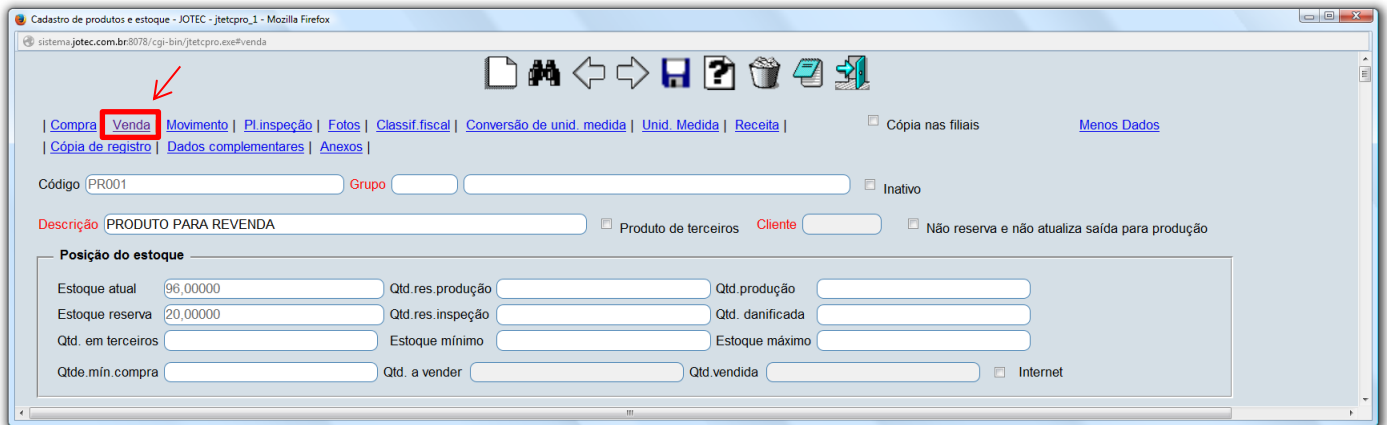 Cadastro de produtos e estoque - JOTEC - jtetcpro_1 - Mozilla Firefox
sistema.jotec.com.br:8078/cgi-bin/jtetcpro.exe#venda
| Compra | Venda | Movimento | Pl.inspeção | Fotos | Classif.fiscal | Conversão de unid. medida | Unid. Medida | Receita | Cópia nas filiais Menos Dados
| Cópia de registro | Dados complementares | Anexos |
Código PR001 Grupo Inativo
Descrição PRODUTO PARA REVENDA Produto de terceiros Cliente Não reserva e não atualiza saída para produção
Posição do estoque
Estoque atual 96,00000 Qtd.res.produção Qtd.produção
Estoque reserva 20,00000 Qtd.res.inspeção Qtd. danificada
Qtd. em terceiros Estoque mínimo Estoque máximo
Qtde.mín.compra Qtd. a vender Qtd.vendida Internet